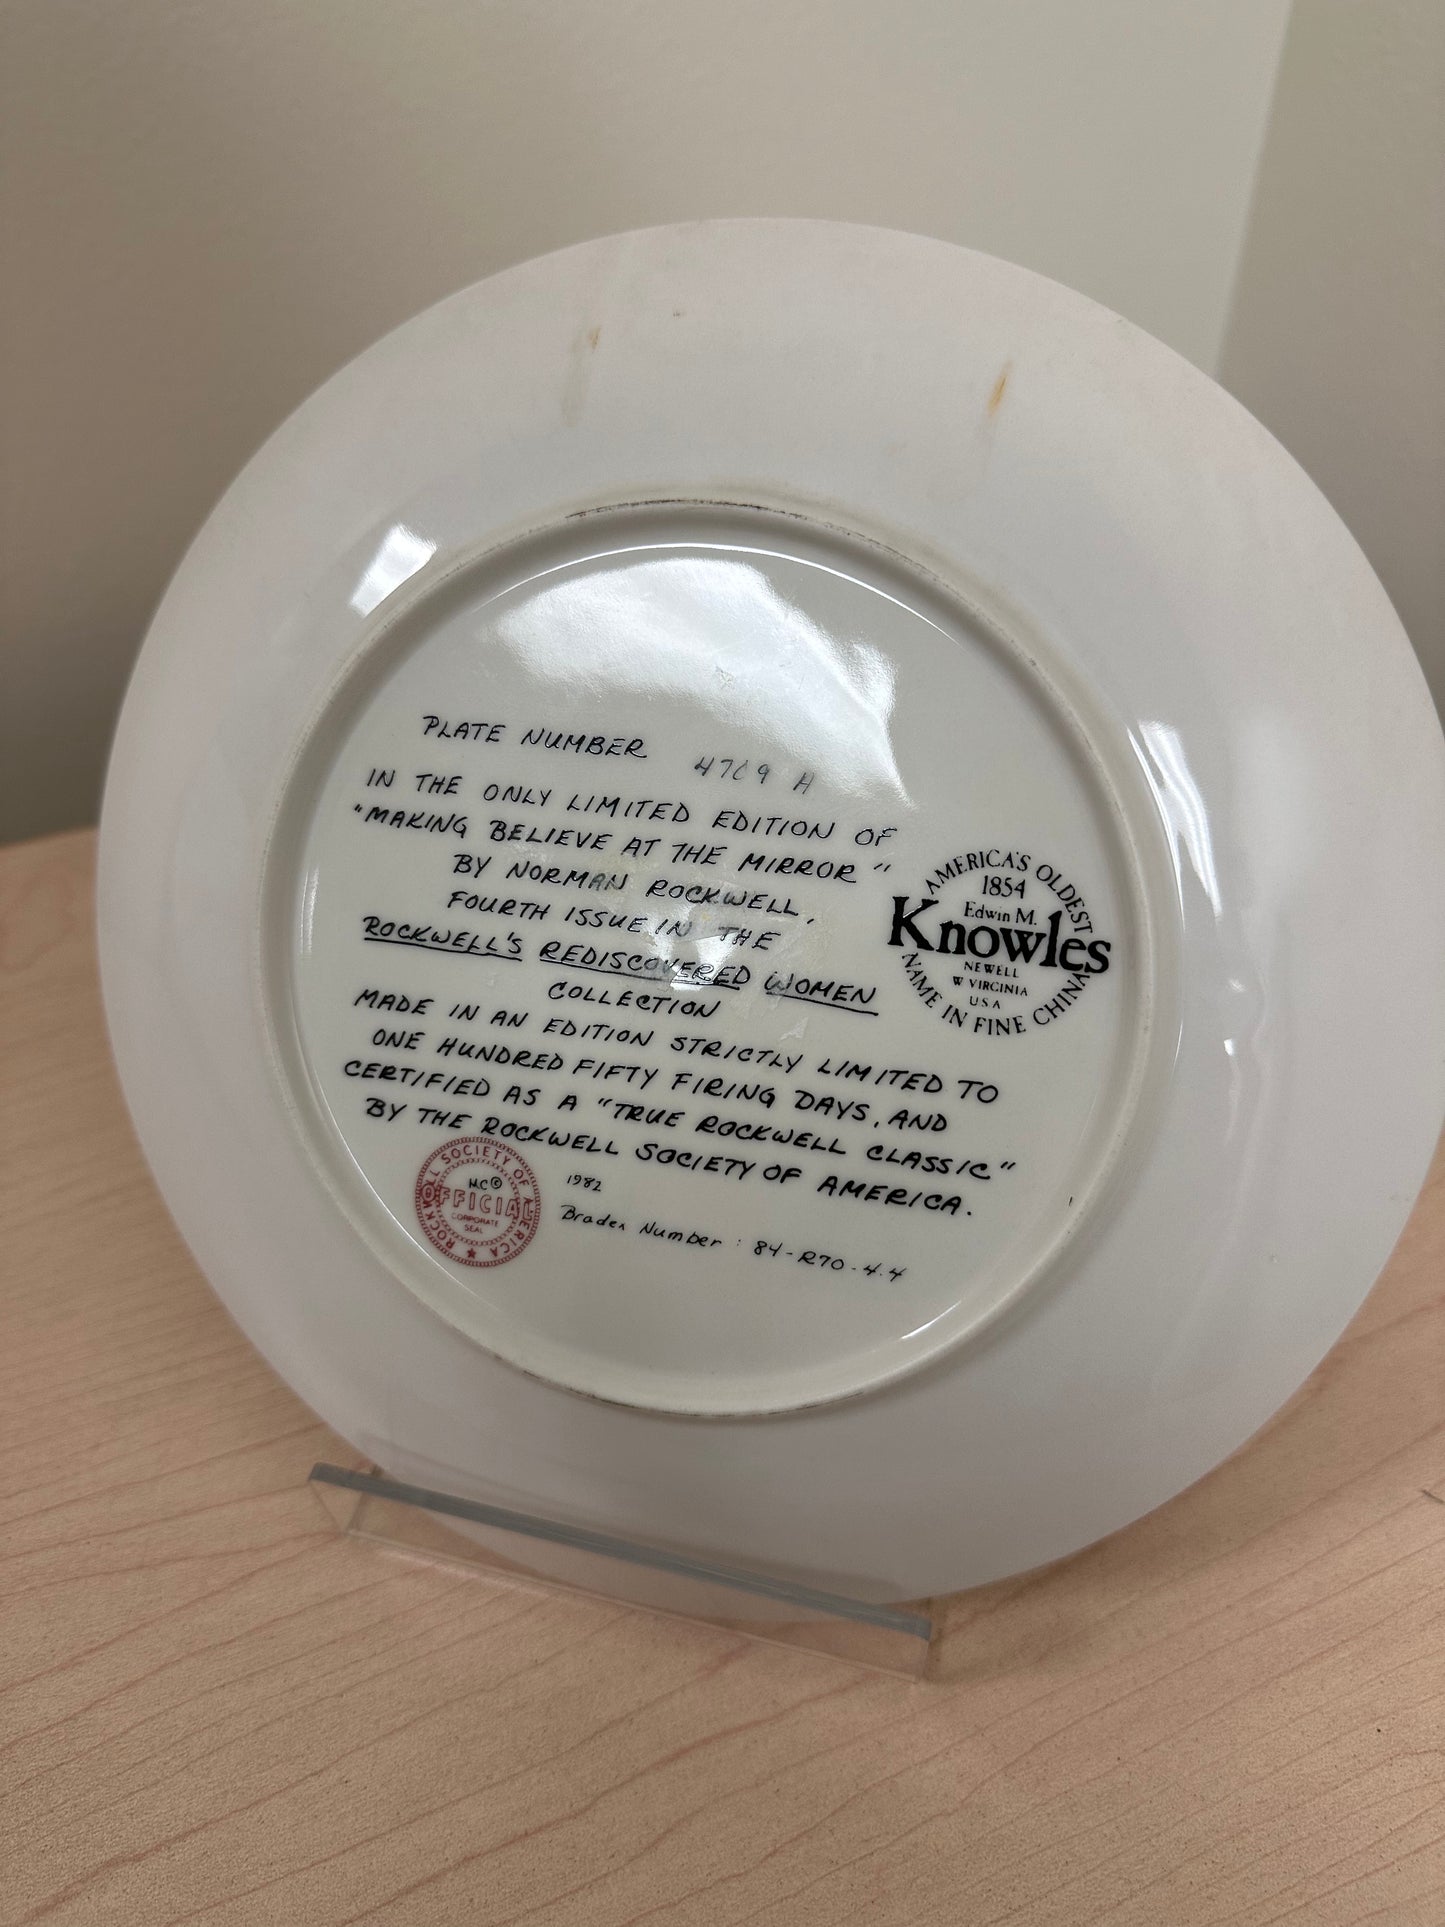 PLATE NUMBER 4709 A
IN THE ONLY LIMITED EDITION OF
"MAKING BELIEVE AT THE MIRROR"
BY NORMAN ROCKWELL,
FOURTH ISSUE IN THE
ROCKWELL'S REDISCOVERED WOMEN
COLLECTION
MADE IN AN EDITION STRICTLY LIMITED TO
ONE HUNDRED FIFTY FIRING DAYS, AND
CERTIFIED AS A "TRUE ROCKWELL CLASSIC"
BY THE ROCKWELL SOCIETY OF AMERICA.
1982
Bradex Number : 84-R70-4.4
AMERICA'S OLDEST
1854
Edwin M.
Knowles
NEWELL
W VIRGINIA
USA
NAME IN FINE CHINA
ROCKWELL SOCIETY OF AMERICA
M.C ©
OFFICIAL
CORPORATE
SEAL